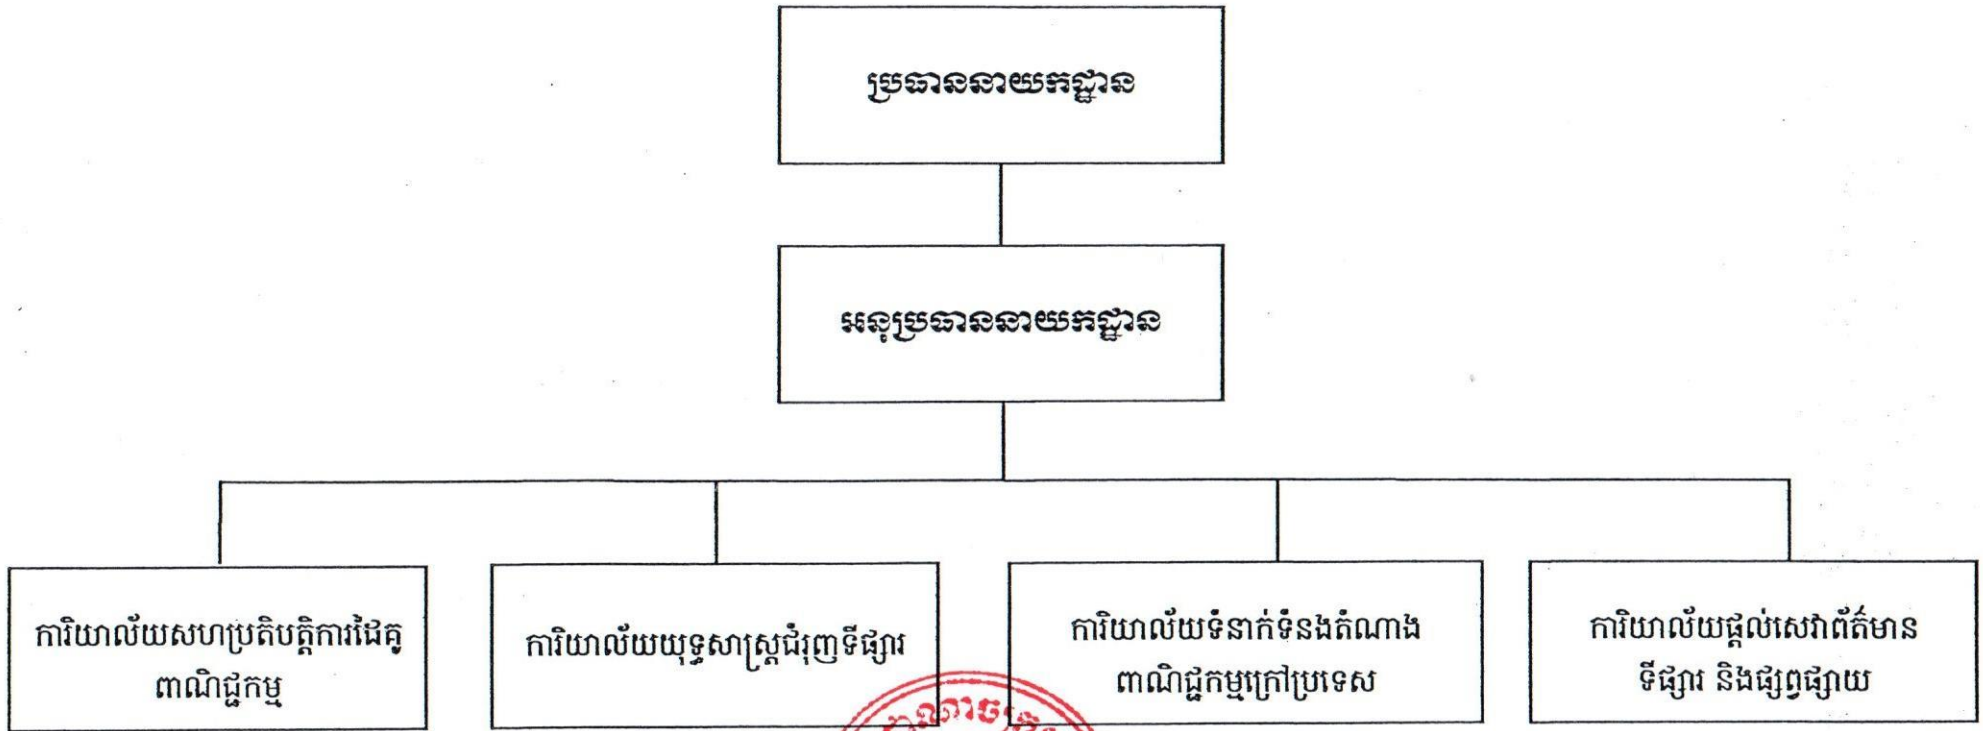 ប្រធាននាយកដ្ឋាន
អនុប្រធាននាយកដ្ឋាន
ការិយាល័យសហប្រតិបត្តិការដៃគូ
ពាណិជ្ជកម្ម
ការិយាល័យយុទ្ធសាស្ត្រជំរុញទីផ្សារ
ការិយាល័យទំនាក់ទំនងតំណាង
ពាណិជ្ជកម្មក្រៅប្រទេស
ការិយាល័យផ្តល់សេវាព័ត៌មាន
ទីផ្សារ និងផ្សព្វផ្សាយ